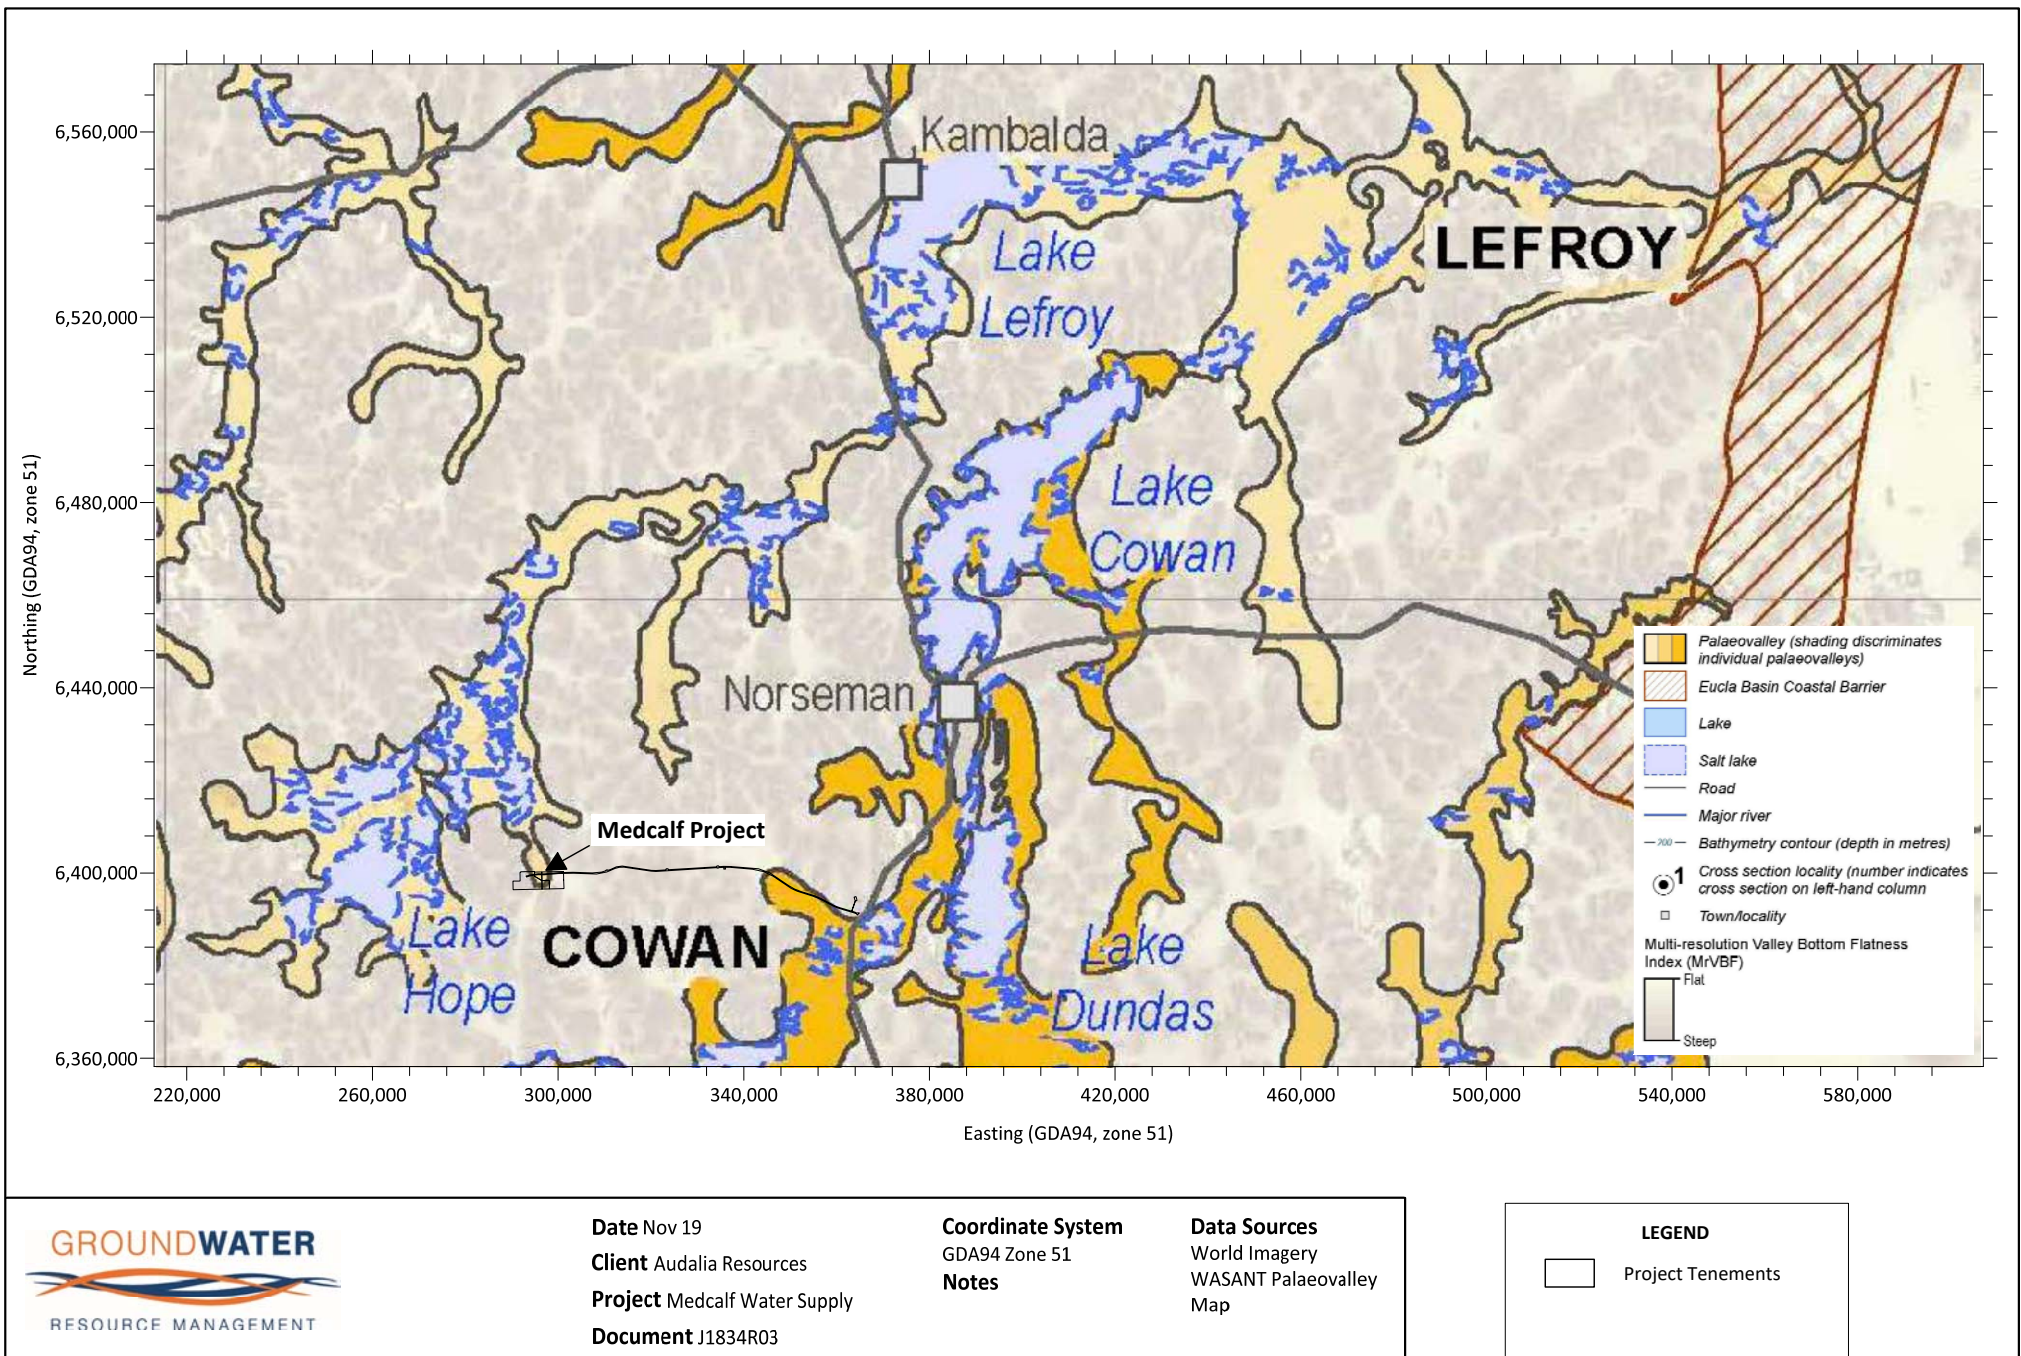 Kambalda
LEFROY
Lake
Lefroy
Lake
Cowan
Norseman
Medcalf Project
Lake
Hope
COWAN
Lake
Dundas
6,560,000
6,520,000
6,480,000
6,440,000
6,400,000
6,360,000
Northing (GDA94, zone 51)
220,000
260,000
300,000
340,000
380,000
420,000
460,000
500,000
540,000
580,000
Easting (GDA94, zone 51)
Palaeovalley (shading discriminates
individual palaeovalleys)
Eucla Basin Coastal Barrier
Lake
Salt lake
Road
Major river
700
Bathymetry contour (depth in metres)
1
Cross section locality (number indicates
cross section on left-hand column
Town/locality
Multi-resolution Valley Bottom Flatness
Index (MrVBF)
Flat
Steep
GROUNDWATER
RESOURCE MANAGEMENT
Date Nov 19
Client Audalia Resources
Project Medcalf Water Supply
Document J1834R03
Coordinate System
GDA94 Zone 51
Notes
Data Sources
World Imagery
WASANT Palaeovalley
Map
LEGEND
Project Tenements